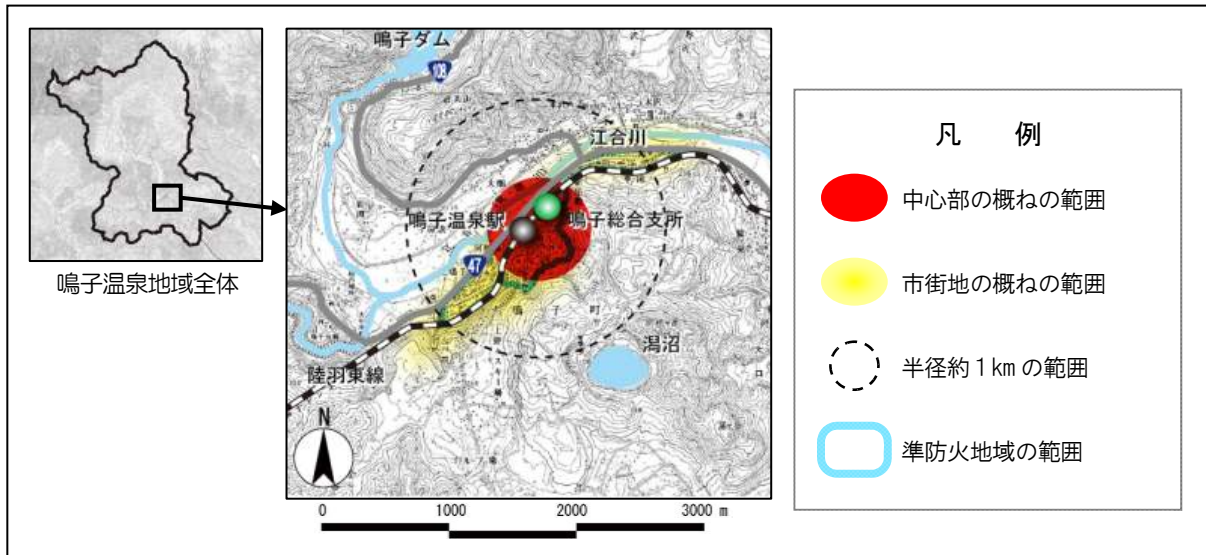 鳴子温泉地域全体
鳴子ダム
108
江合川
鳴子温泉駅
鳴子総合支所
47
鳴子町
潟沼
陸羽東線
N
0 1000 2000 3000 m
凡 例
中心部の概ねの範囲
市街地の概ねの範囲
半径約1kmの範囲
準防火地域の範囲